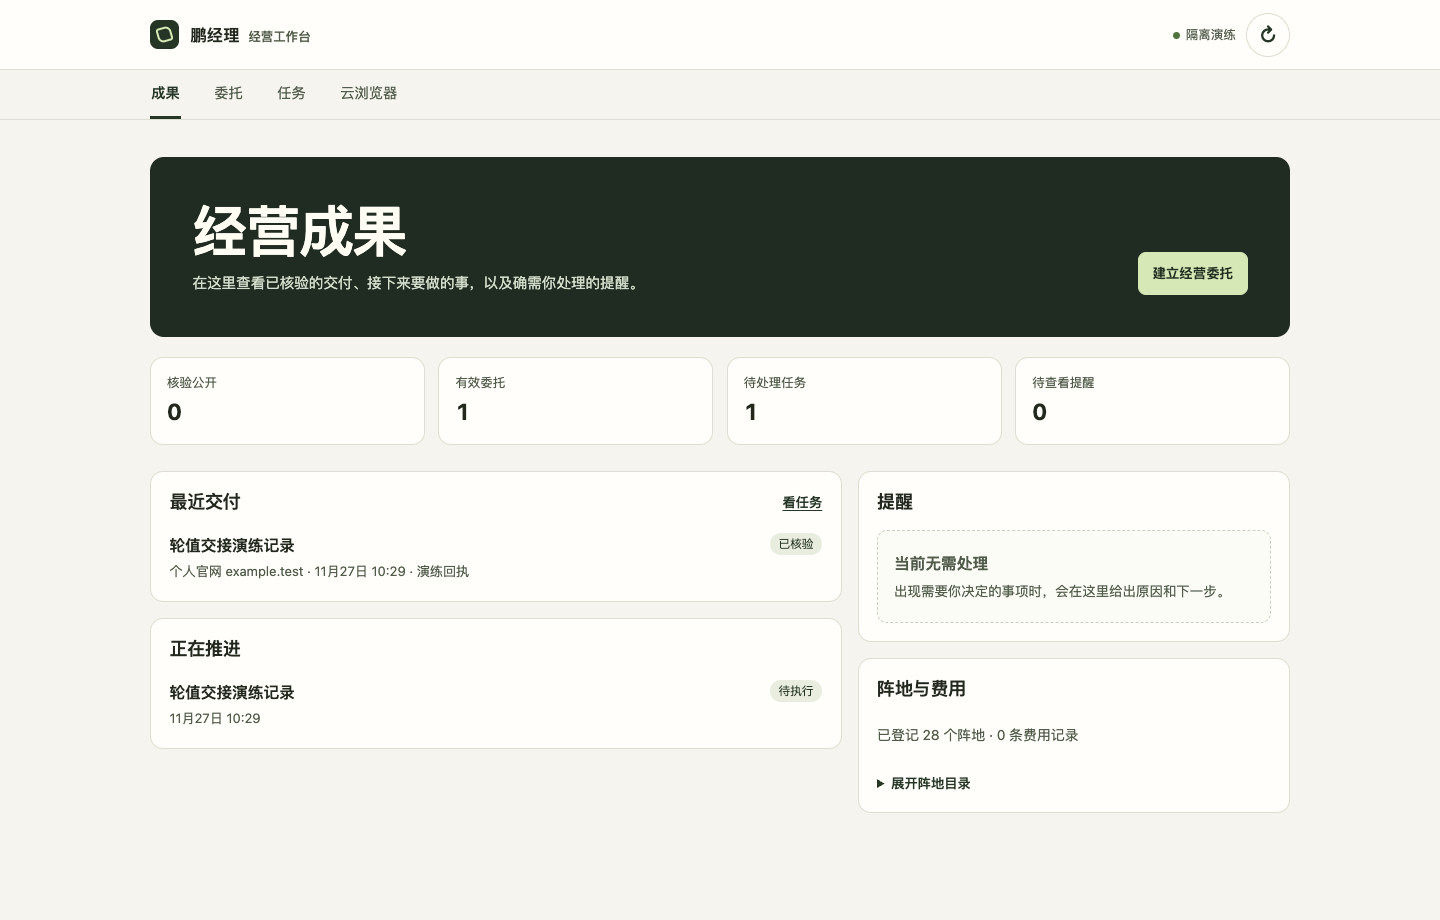 鹏经理 经营工作台
隔离演练
成果 委托 任务 云浏览器
经营成果
在这里查看已核验的交付、接下来要做的事，以及确需你处理的提醒。
建立经营委托
核验公开
0
有效委托
1
待处理任务
1
待查看提醒
0
最近交付
看任务
轮值交接演练记录
已核验
个人官网 example.test · 11月27日 10:29 · 演练回执
正在推进
轮值交接演练记录
待执行
11月27日 10:29
提醒
当前无需处理
出现需要你决定的事项时，会在这里给出原因和下一步。
阵地与费用
已登记 28 个阵地 · 0 条费用记录
展开阵地目录